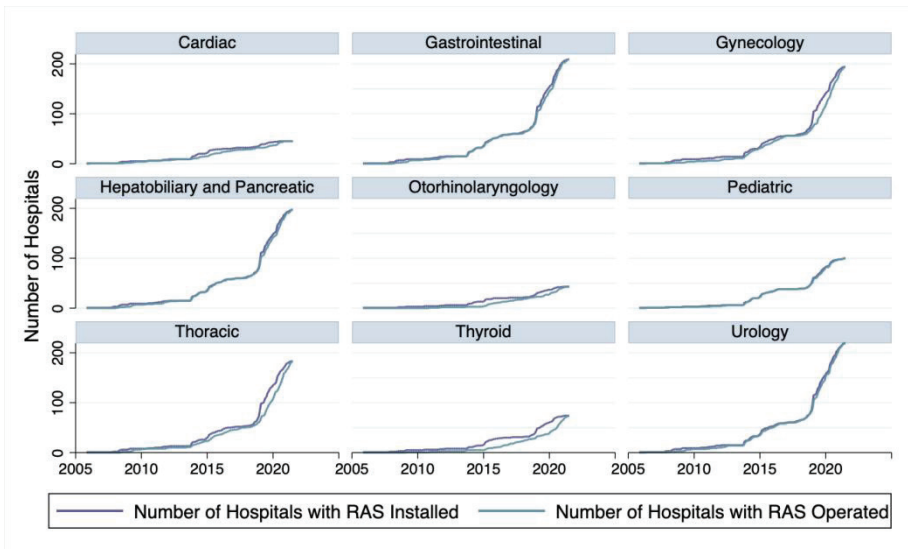 Cardiac Gastrointestinal Gynecology
200
100
0
Hepatobiliary and Pancreatic Otorhinolaryngology Pediatric
200
100
0
Number of Hospitals
Thoracic Thyroid Urology
200
100
0
2005 2010 2015 2020 2005 2010 2015 2020 2005 2010 2015 2020
Number of Hospitals with RAS Installed Number of Hospitals with RAS Operated